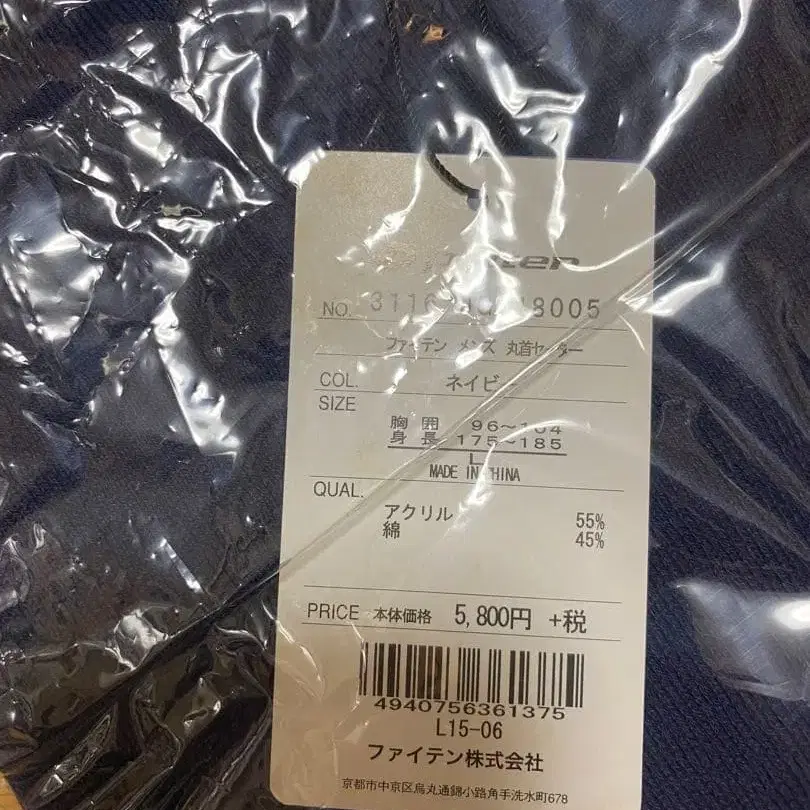 NO.
ファイテン メンズ 丸首セーター
COL. ネイビー
SIZE
胸囲 96~104
身長 175~185
L
MADE IN CHINA
QUAL.
アクリル 55%
綿 45%
PRICE 本体価格 5,800円 +税
4940756361375
L15-06
ファイテン株式会社
京都市中京区烏丸通錦小路角手洗水町678